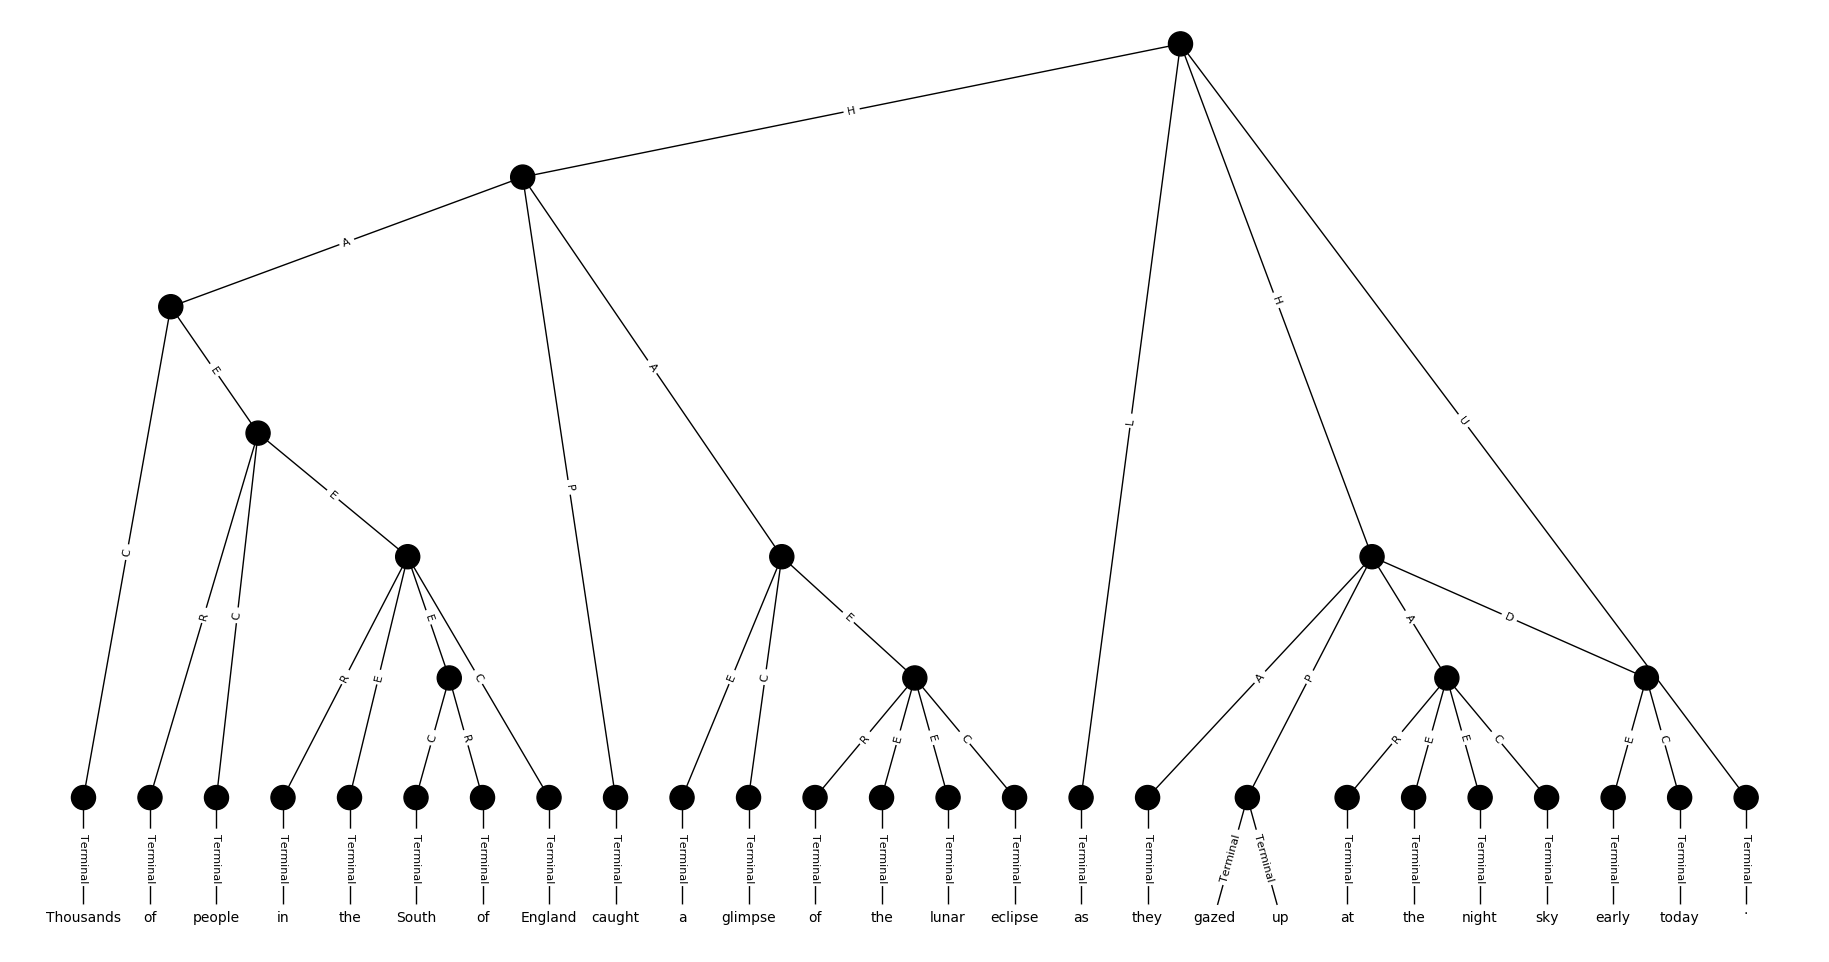 H
A
E
A
H
U
L
P
E
C
R
C
E
E
A
D
R
E
C
E
C
A
P
C
R
R
E
E
C
R
E
E
C
E
C
Terminal Terminal Terminal Terminal Terminal Terminal Terminal Terminal Terminal Terminal Terminal Terminal Terminal Terminal Terminal Terminal Terminal Terminal Terminal Terminal Terminal Terminal Terminal Terminal Terminal Terminal
Thousands of people in the South of England caught a glimpse of the lunar eclipse as they gazed up at the night sky early today .